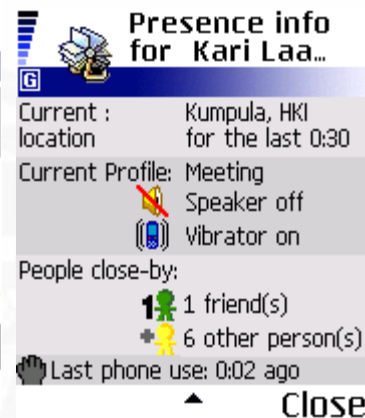 Presence info
for Kari Laa...
G
Current : Kumpula, HKI
location for the last 0:30
Current Profile: Meeting
Speaker off
Vibrator on
People close-by:
1 1 friend(s)
+ 6 other person(s)
Last phone use: 0:02 ago
Close